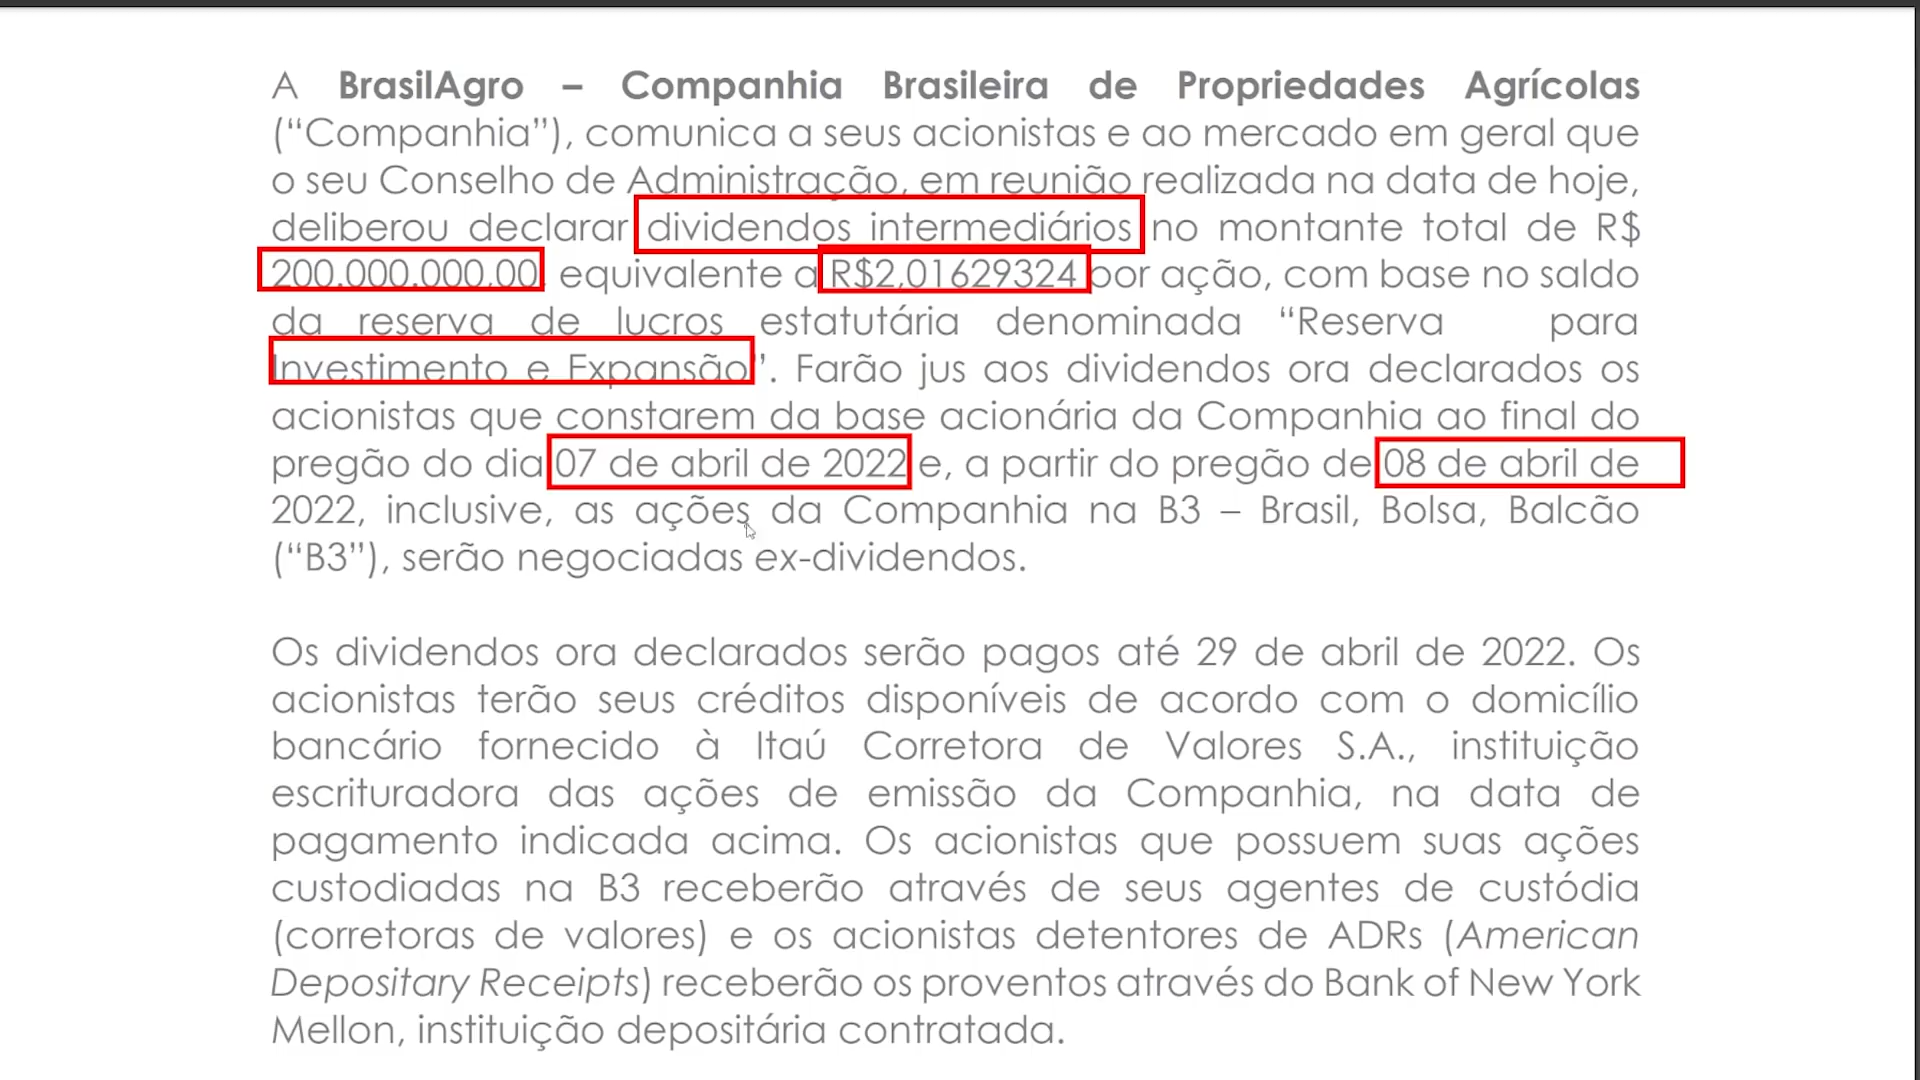 A BrasilAgro – Companhia Brasileira de Propriedades Agrícolas
(“Companhia”), comunica a seus acionistas e ao mercado em geral que
o seu Conselho de Administração, em reunião realizada na data de hoje,
deliberou declarar dividendos intermediários no montante total de R$
200.000.000,00 equivalente a R$2,01629324 por ação, com base no saldo
da reserva de lucros estatutária denominada “Reserva para
Investimento e Expansão”. Farão jus aos dividendos ora declarados os
acionistas que constarem da base acionária da Companhia ao final do
pregão do dia 07 de abril de 2022 e, a partir do pregão de 08 de abril de
2022, inclusive, as ações da Companhia na B3 – Brasil, Bolsa, Balcão
(“B3”), serão negociadas ex-dividendos.
Os dividendos ora declarados serão pagos até 29 de abril de 2022. Os
acionistas terão seus créditos disponíveis de acordo com o domicílio
bancário fornecido à Itaú Corretora de Valores S.A., instituição
escrituradora das ações de emissão da Companhia, na data de
pagamento indicada acima. Os acionistas que possuem suas ações
custodiadas na B3 receberão através de seus agentes de custódia
(corretoras de valores) e os acionistas detentores de ADRs (American
Depositary Receipts) receberão os proventos através do Bank of New York
Mellon, instituição depositária contratada.